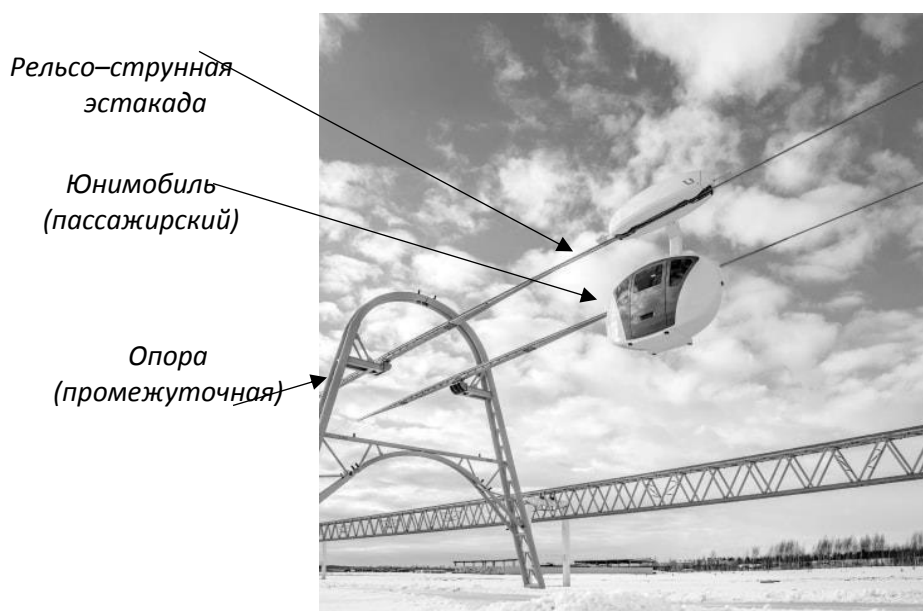 Рельсо–струнная
эстакада
Юнимобиль
(пассажирский)
Опора
(промежуточная)